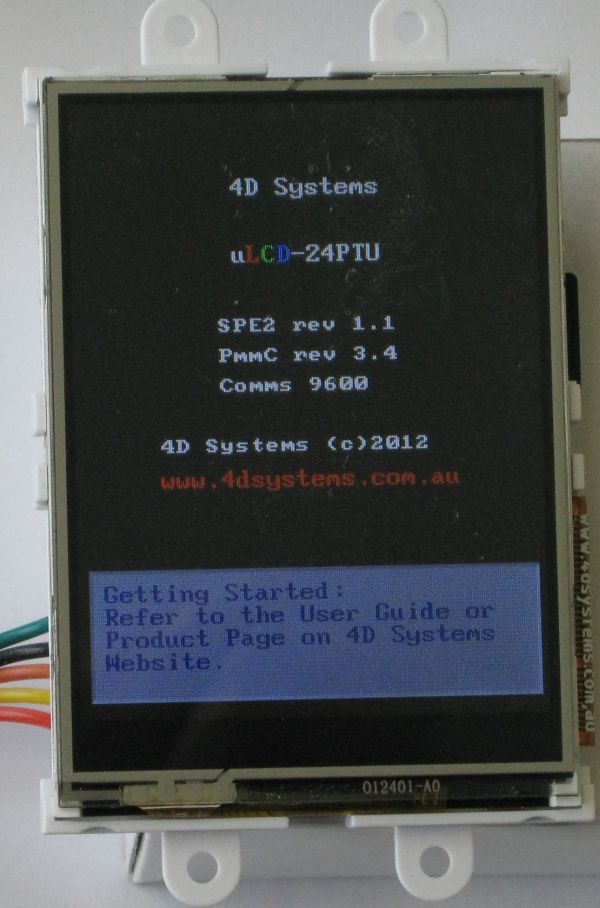 4D Systems
uLCD-24PTU
SPE2 rev 1.1
PmmC rev 3.4
Comms 9600
4D Systems (c)2012
www.4dsystems.com.au
Getting Started:
Refer to the User Guide or
Product Page on 4D Systems
Website.
012401-A0
www.4dsystems.com.au